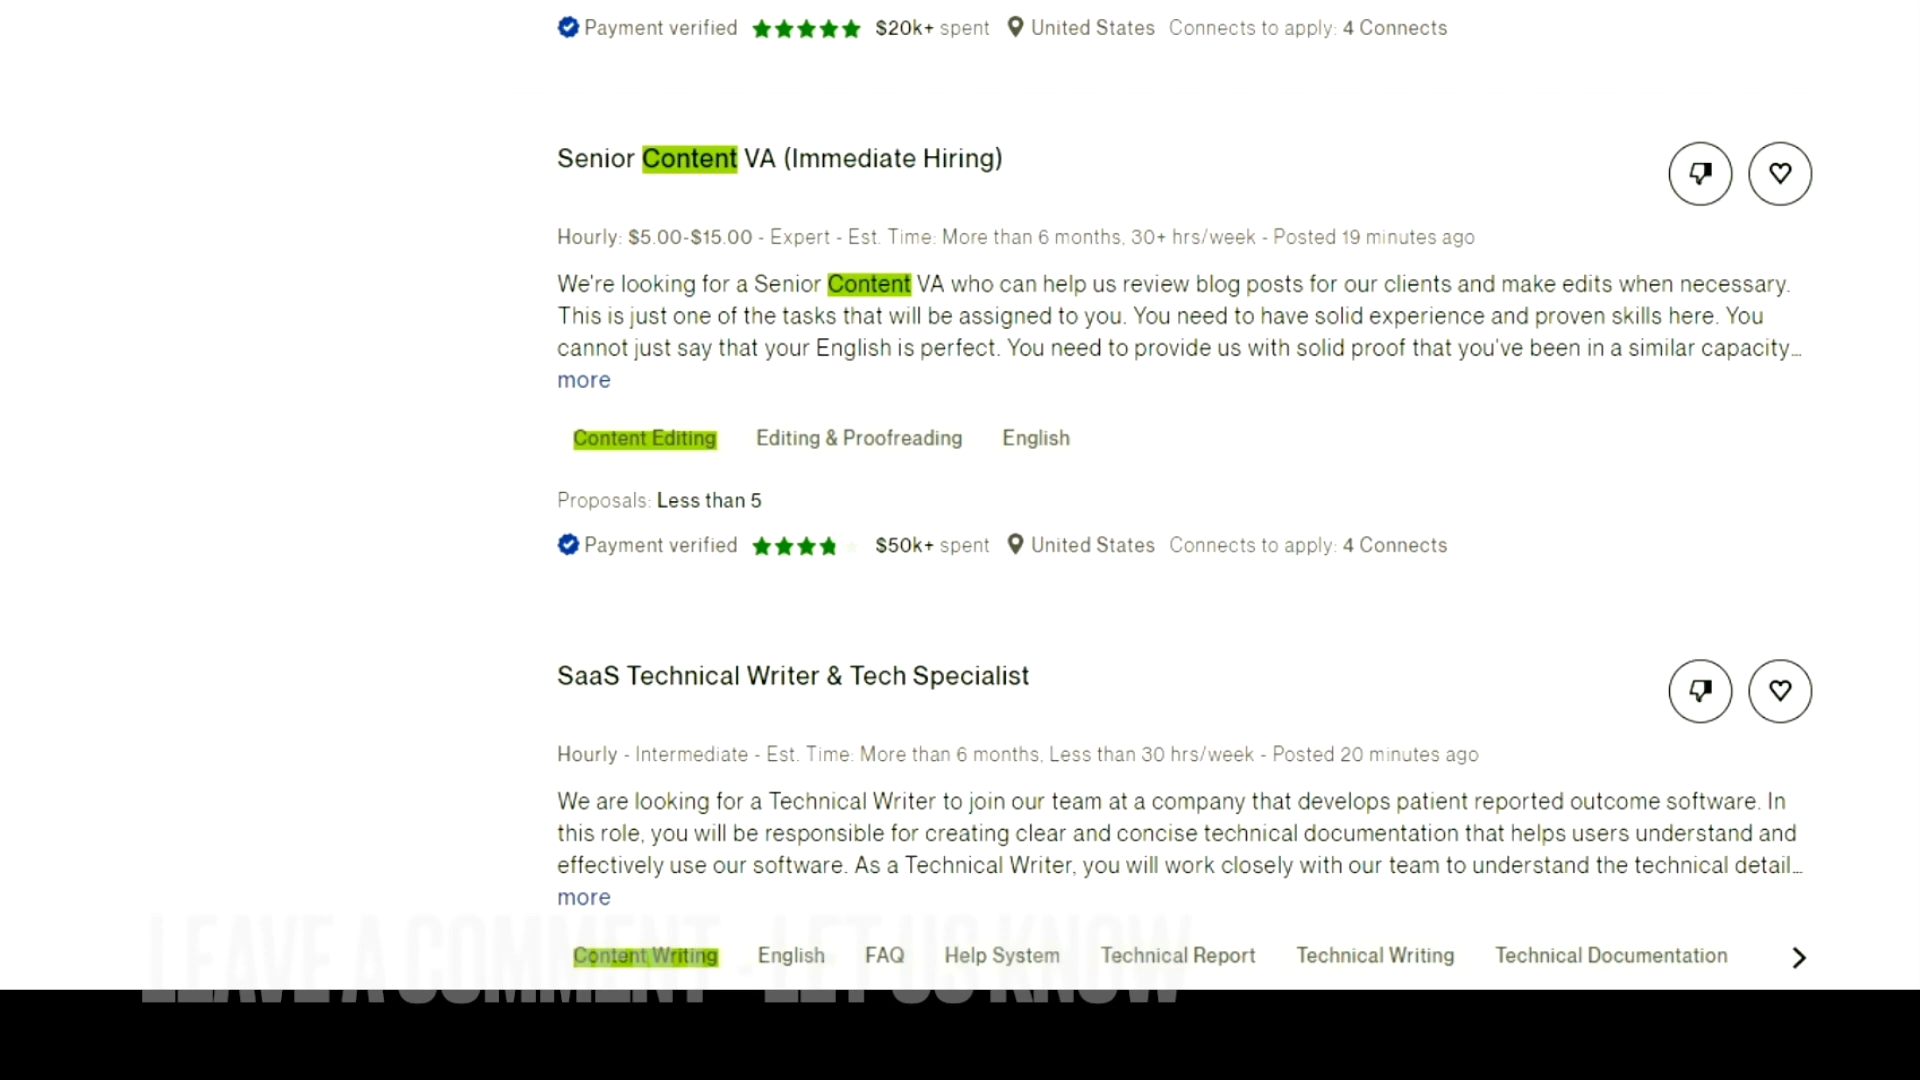 Payment verified $20k+ spent United States Connects to apply: 4 Connects
Senior Content VA (Immediate Hiring)
Hourly: $5.00-$15.00 - Expert - Est. Time: More than 6 months, 30+ hrs/week - Posted 19 minutes ago
We're looking for a Senior Content VA who can help us review blog posts for our clients and make edits when necessary.
This is just one of the tasks that will be assigned to you. You need to have solid experience and proven skills here. You
cannot just say that your English is perfect. You need to provide us with solid proof that you've been in a similar capacity…
more
Content Editing Editing & Proofreading English
Proposals: Less than 5
Payment verified $50k+ spent United States Connects to apply: 4 Connects
SaaS Technical Writer & Tech Specialist
Hourly - Intermediate - Est. Time: More than 6 months, Less than 30 hrs/week - Posted 20 minutes ago
We are looking for a Technical Writer to join our team at a company that develops patient reported outcome software. In
this role, you will be responsible for creating clear and concise technical documentation that helps users understand and
effectively use our software. As a Technical Writer, you will work closely with our team to understand the technical detail…
more
Content Writing English FAQ Help System Technical Report Technical Writing Technical Documentation
LEAVE A COMMENT - LET US KNOW